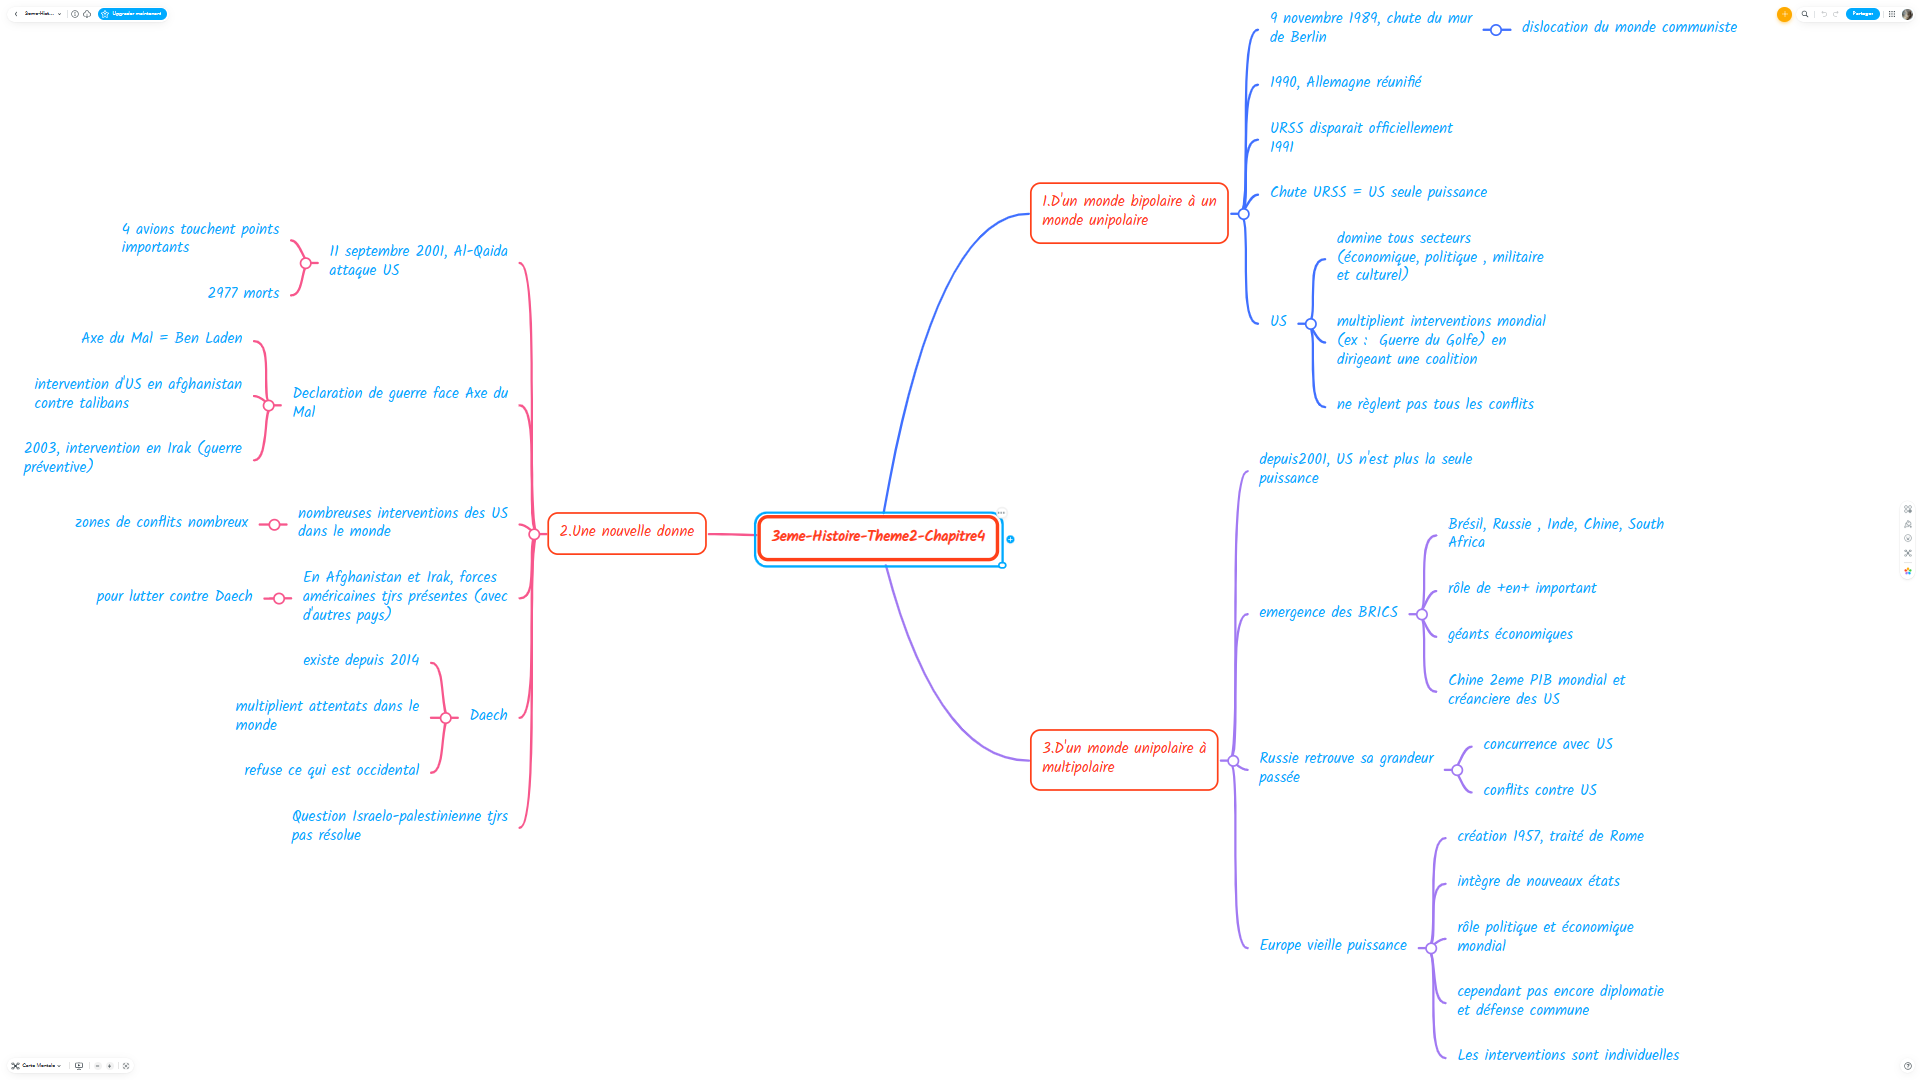 3eme-Hist...
Upgrader maintenant
Partager
3eme-Histoire-Theme2-Chapitre4
1.D'un monde bipolaire à un
monde unipolaire
9 novembre 1989, chute du mur
de Berlin
dislocation du monde communiste
1990, Allemagne réunifié
URSS disparait officiellement
1991
Chute URSS = US seule puissance
US
domine tous secteurs
(économique, politique , militaire
et culturel)
multiplient interventions mondial
(ex :  Guerre du Golfe) en
dirigeant une coalition
ne règlent pas tous les conflits
2.Une nouvelle donne
11 septembre 2001, Al-Qaida
attaque US
4 avions touchent points
importants
2977 morts
Declaration de guerre face Axe du
Mal
Axe du Mal = Ben Laden
intervention d'US en afghanistan
contre talibans
2003, intervention en Irak (guerre
préventive)
nombreuses interventions des US
dans le monde
zones de conflits nombreux
En Afghanistan et Irak, forces
américaines tjrs présentes (avec
d'autres pays)
pour lutter contre Daech
Daech
existe depuis 2014
multiplient attentats dans le
monde
refuse ce qui est occidental
Question Israelo-palestinienne tjrs
pas résolue
3.D'un monde unipolaire à
multipolaire
depuis2001, US n'est plus la seule
puissance
emergence des BRICS
Brésil, Russie , Inde, Chine, South
Africa
rôle de +en+ important
géants économiques
Chine 2eme PIB mondial et
créanciere des US
Russie retrouve sa grandeur
passée
concurrence avec US
conflits contre US
Europe vieille puissance
création 1957, traité de Rome
intègre de nouveaux états
rôle politique et économique
mondial
cependant pas encore diplomatie
et défense commune
Les interventions sont individuelles
Carte Mentale